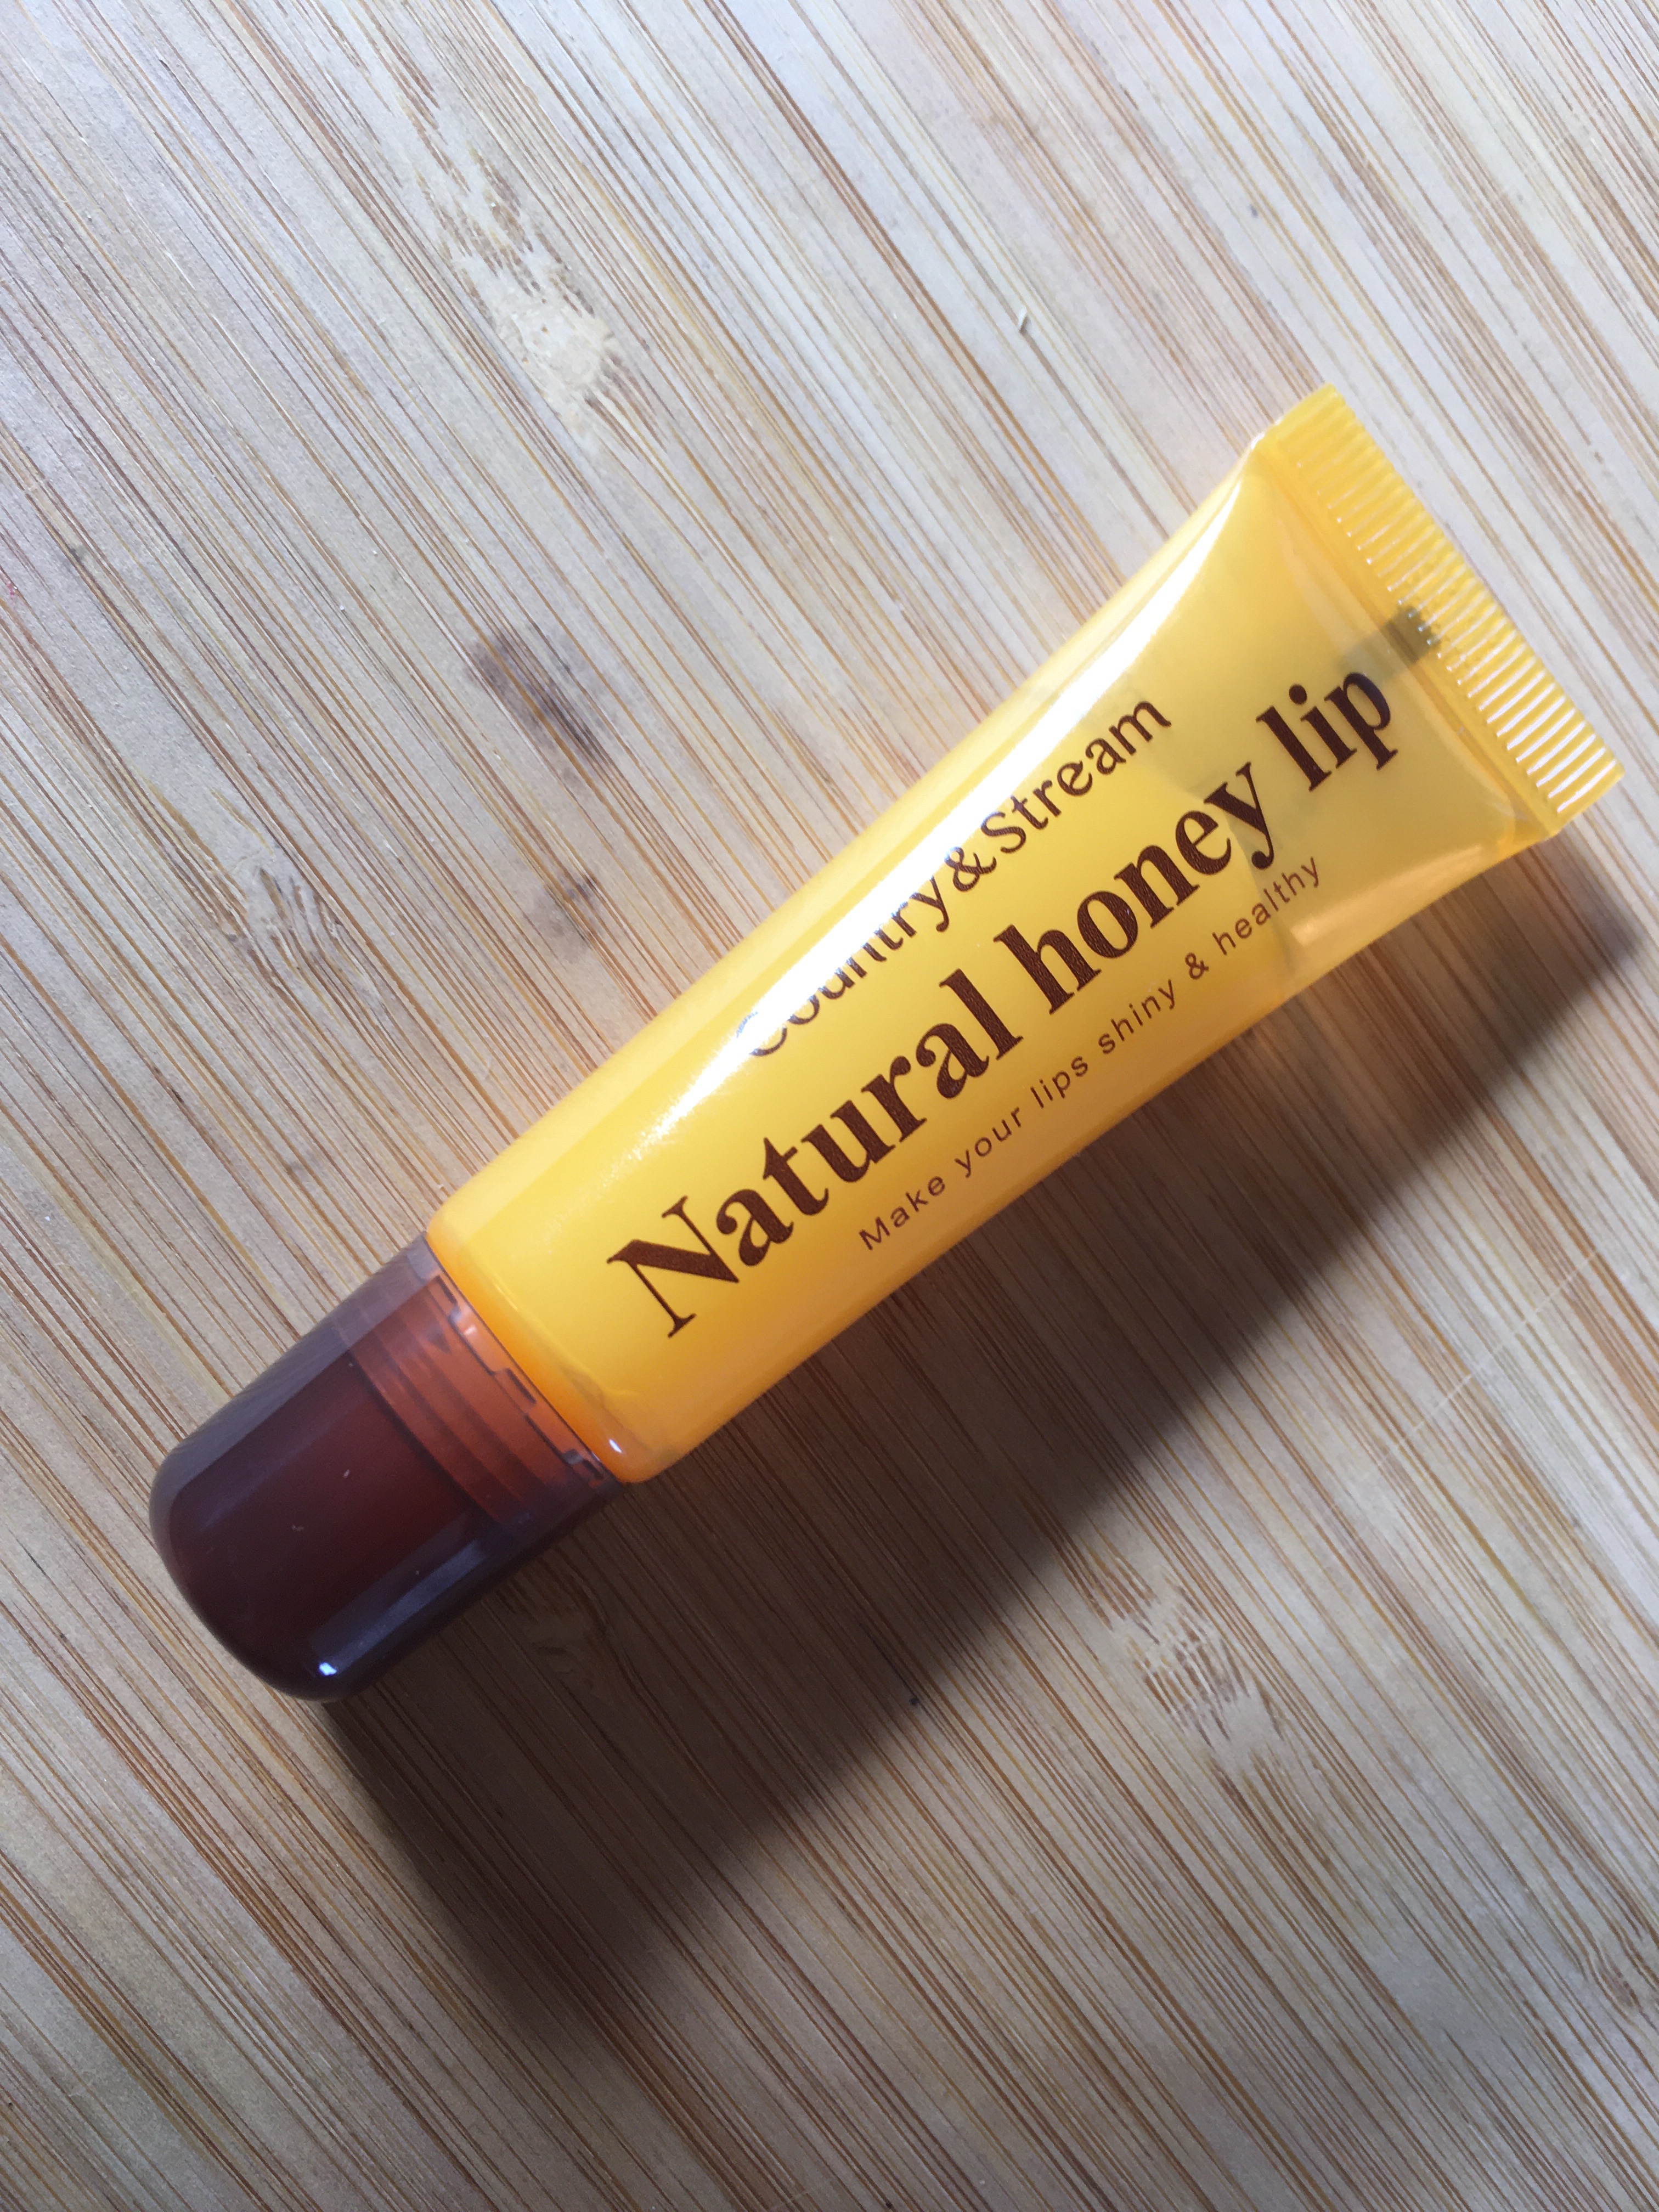 Country&Stream
Natural honey lip
Make your lips shiny & healthy